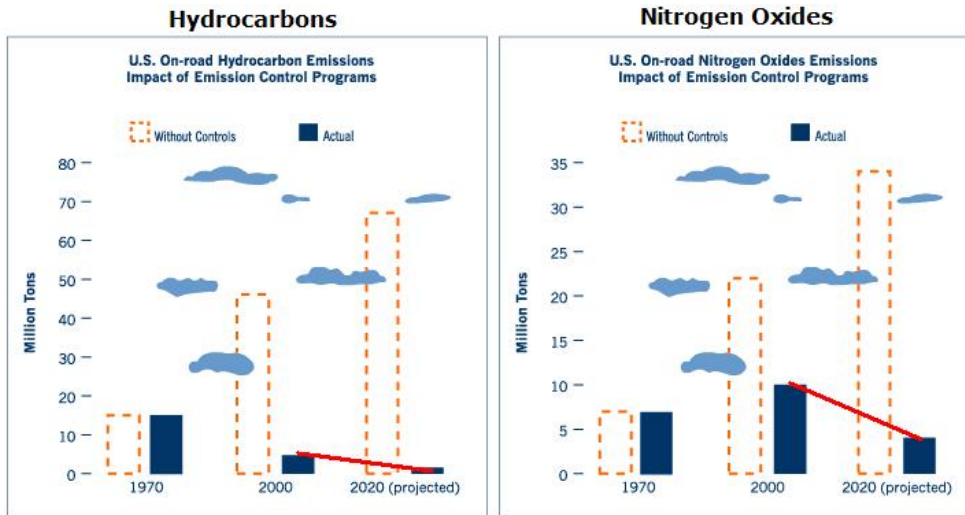 Hydrocarbons
U.S. On-road Hydrocarbon Emissions
Impact of Emission Control Programs
Without Controls Actual
Million Tons
80
70
60
50
40
30
20
10
0
1970 2000 2020 (projected)
Nitrogen Oxides
U.S. On-road Nitrogen Oxides Emissions
Impact of Emission Control Programs
Without Controls Actual
Million Tons
35
30
25
20
15
10
5
0
1970 2000 2020 (projected)